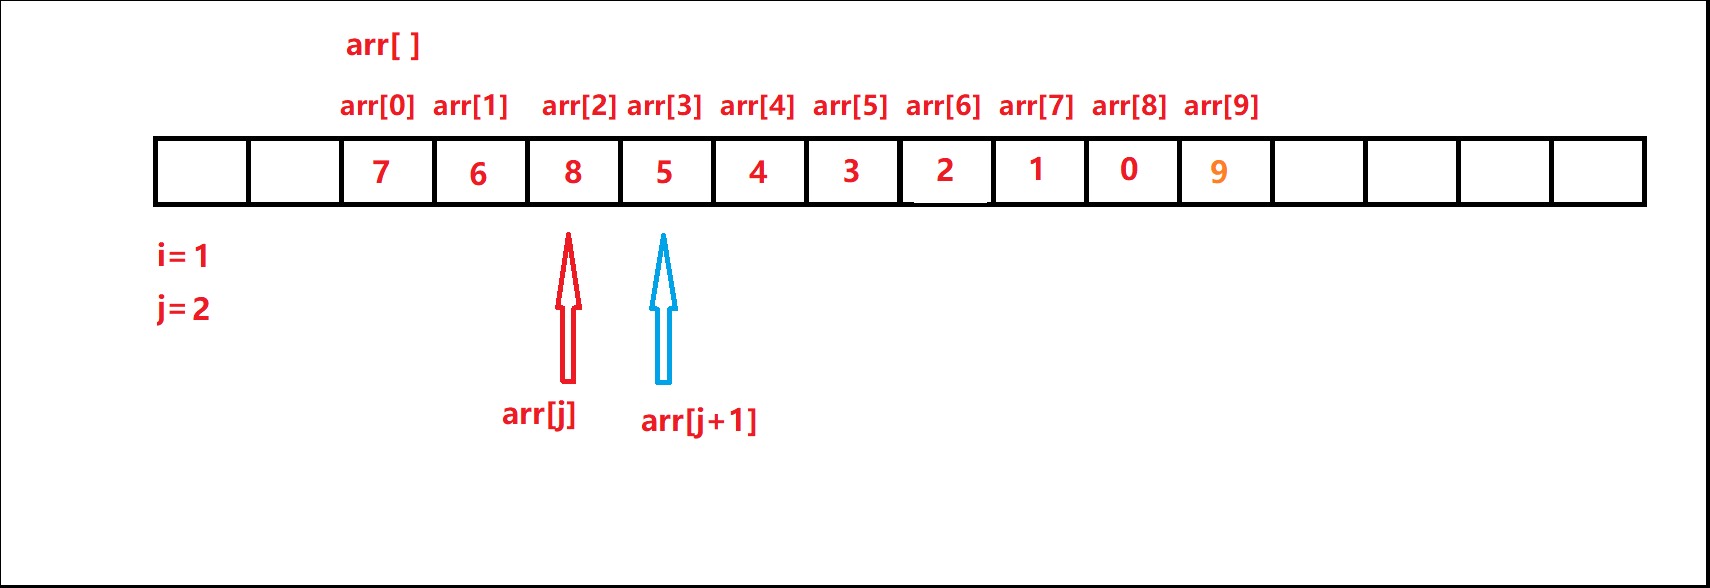 arr[ ]
arr[0] arr[1] arr[2] arr[3] arr[4] arr[5] arr[6] arr[7] arr[8] arr[9]
7 6 8 5 4 3 2 1 0 9
i=1
j=2
arr[j] arr[j+1]